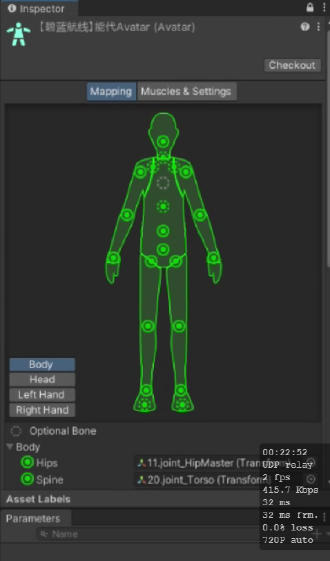 Inspector
【碧蓝航线】能代Avatar (Avatar)
Checkout
Mapping
Muscles & Settings
Body
Head
Left Hand
Right Hand
Optional Bone
Body
Hips
11.joint_HipMaster (Transform)
Spine
20.joint_Torso (Transform)
Asset Labels
Parameters
Name
00:22:52
UDP relay
2 fps
415.7 Kbps
32 ms
32 ms frm.
0.0% loss
720P auto